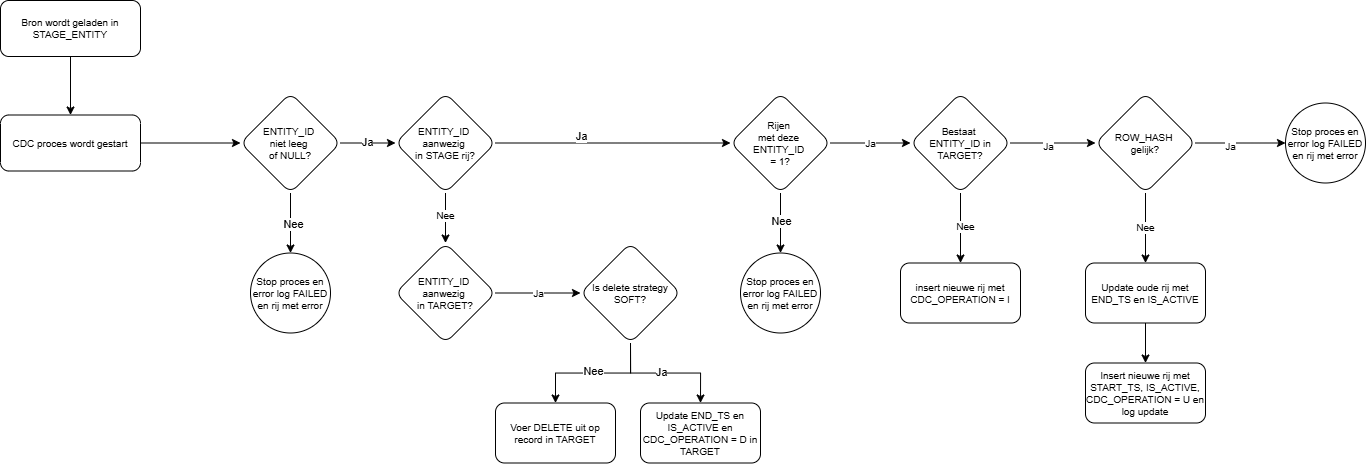 Bron wordt geladen in
STAGE_ENTITY
CDC proces wordt gestart
ENTITY_ID
niet leeg
of NULL?
Ja
ENTITY_ID
aanwezig
in STAGE rij?
Ja
Rijen
met deze
ENTITY_ID
= 1?
Ja
Bestaat
ENTITY_ID in
TARGET?
Ja
ROW_HASH
gelijk?
Ja
Stop proces en
error log FAILED
en rij met error
Nee
Nee
Nee
Nee
Nee
Stop proces en
error log FAILED
en rij met error
ENTITY_ID
aanwezig
in TARGET?
Ja
Is delete strategy
SOFT?
Stop proces en
error log FAILED
en rij met error
insert nieuwe rij met
CDC_OPERATION = I
Update oude rij met
END_TS en IS_ACTIVE
Nee
Ja
Insert nieuwe rij met
START_TS, IS_ACTIVE,
CDC_OPERATION = U en
log update
Voer DELETE uit op
record in TARGET
Update END_TS en
IS_ACTIVE en
CDC_OPERATION = D in
TARGET